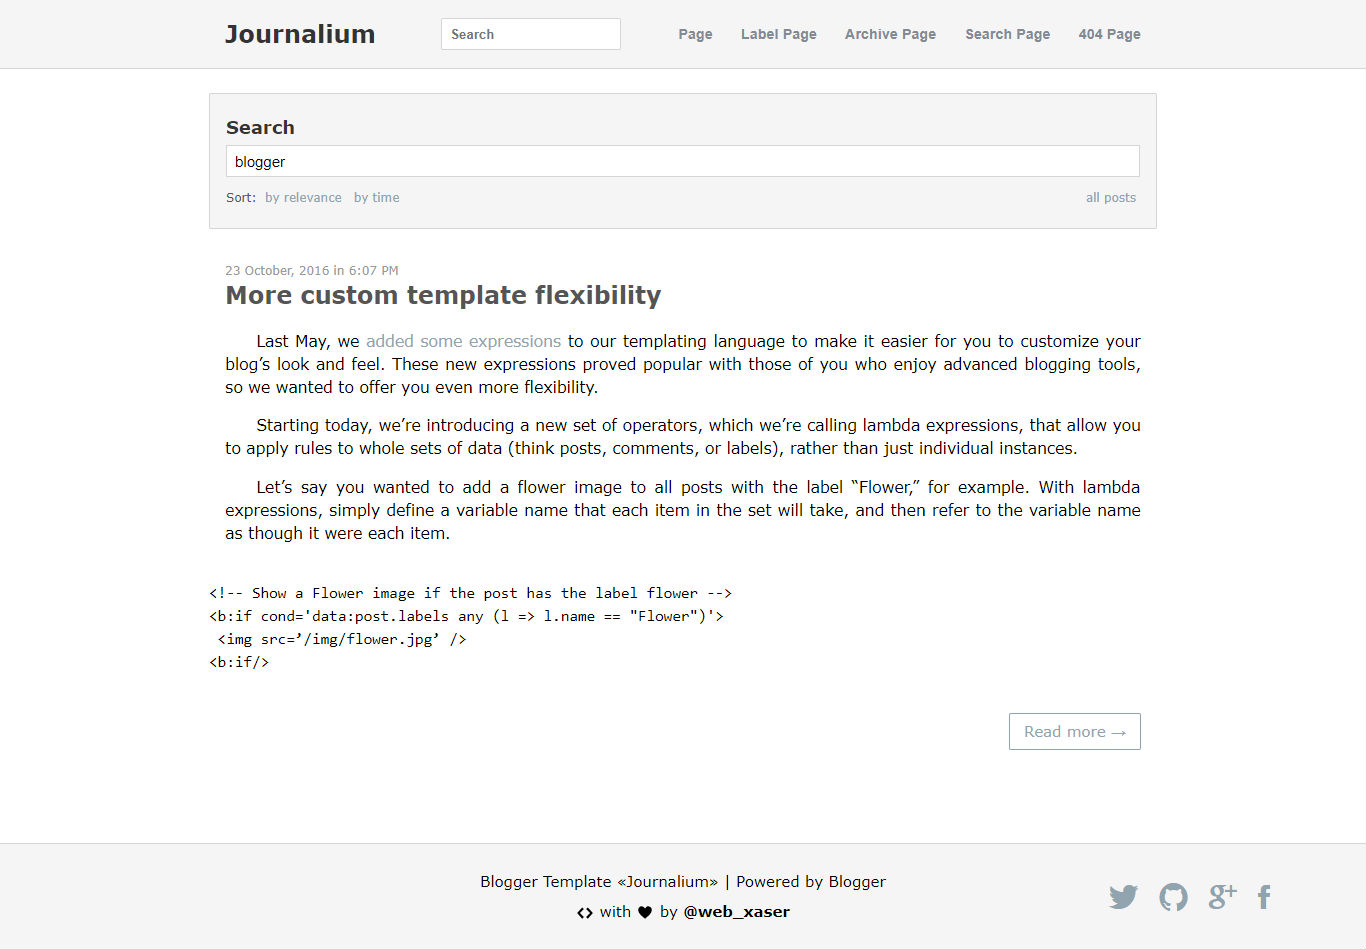 Journalium
Search
Page Label Page Archive Page Search Page 404 Page
Search
blogger
Sort: by relevance by time all posts
23 October, 2016 in 6:07 PM
More custom template flexibility
Last May, we added some expressions to our templating language to make it easier for you to customize your
blog’s look and feel. These new expressions proved popular with those of you who enjoy advanced blogging tools,
so we wanted to offer you even more flexibility.
Starting today, we’re introducing a new set of operators, which we’re calling lambda expressions, that allow you
to apply rules to whole sets of data (think posts, comments, or labels), rather than just individual instances.
Let’s say you wanted to add a flower image to all posts with the label “Flower,” for example. With lambda
expressions, simply define a variable name that each item in the set will take, and then refer to the variable name
as though it were each item.
<!-- Show a Flower image if the post has the label flower -->
<b:if cond='data:post.labels any (l => l.name == "Flower")'>
<img src=’/img/flower.jpg’ />
<b:if/>
Read more →
Blogger Template «Journalium» | Powered by Blogger
<> with ♥ by @web_xaser